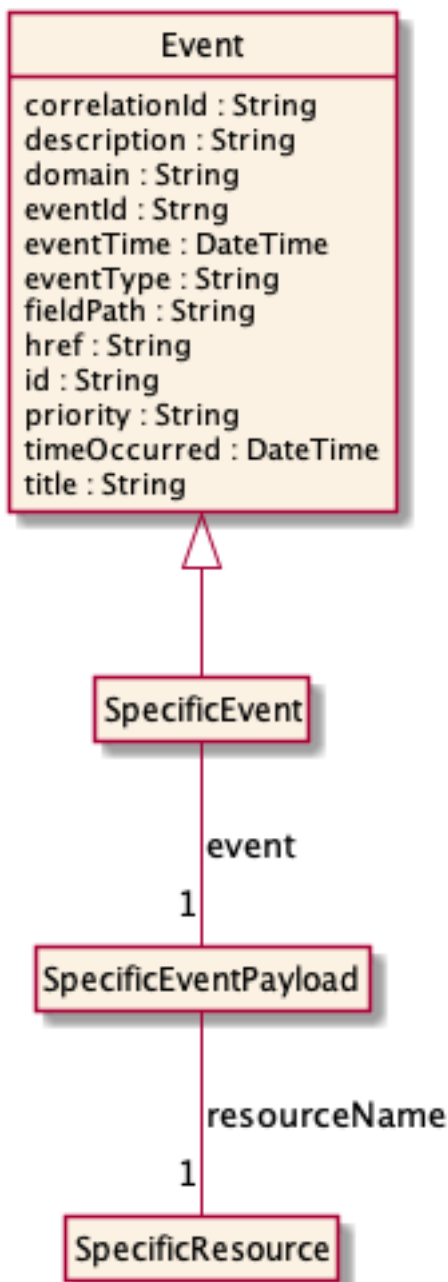 Event
correlationId : String
description : String
domain : String
eventId : Strng
eventTime : DateTime
eventType : String
fieldPath : String
href : String
id : String
priority : String
timeOccurred : DateTime
title : String
SpecificEvent
event
1
SpecificEventPayload
resourceName
1
SpecificResource